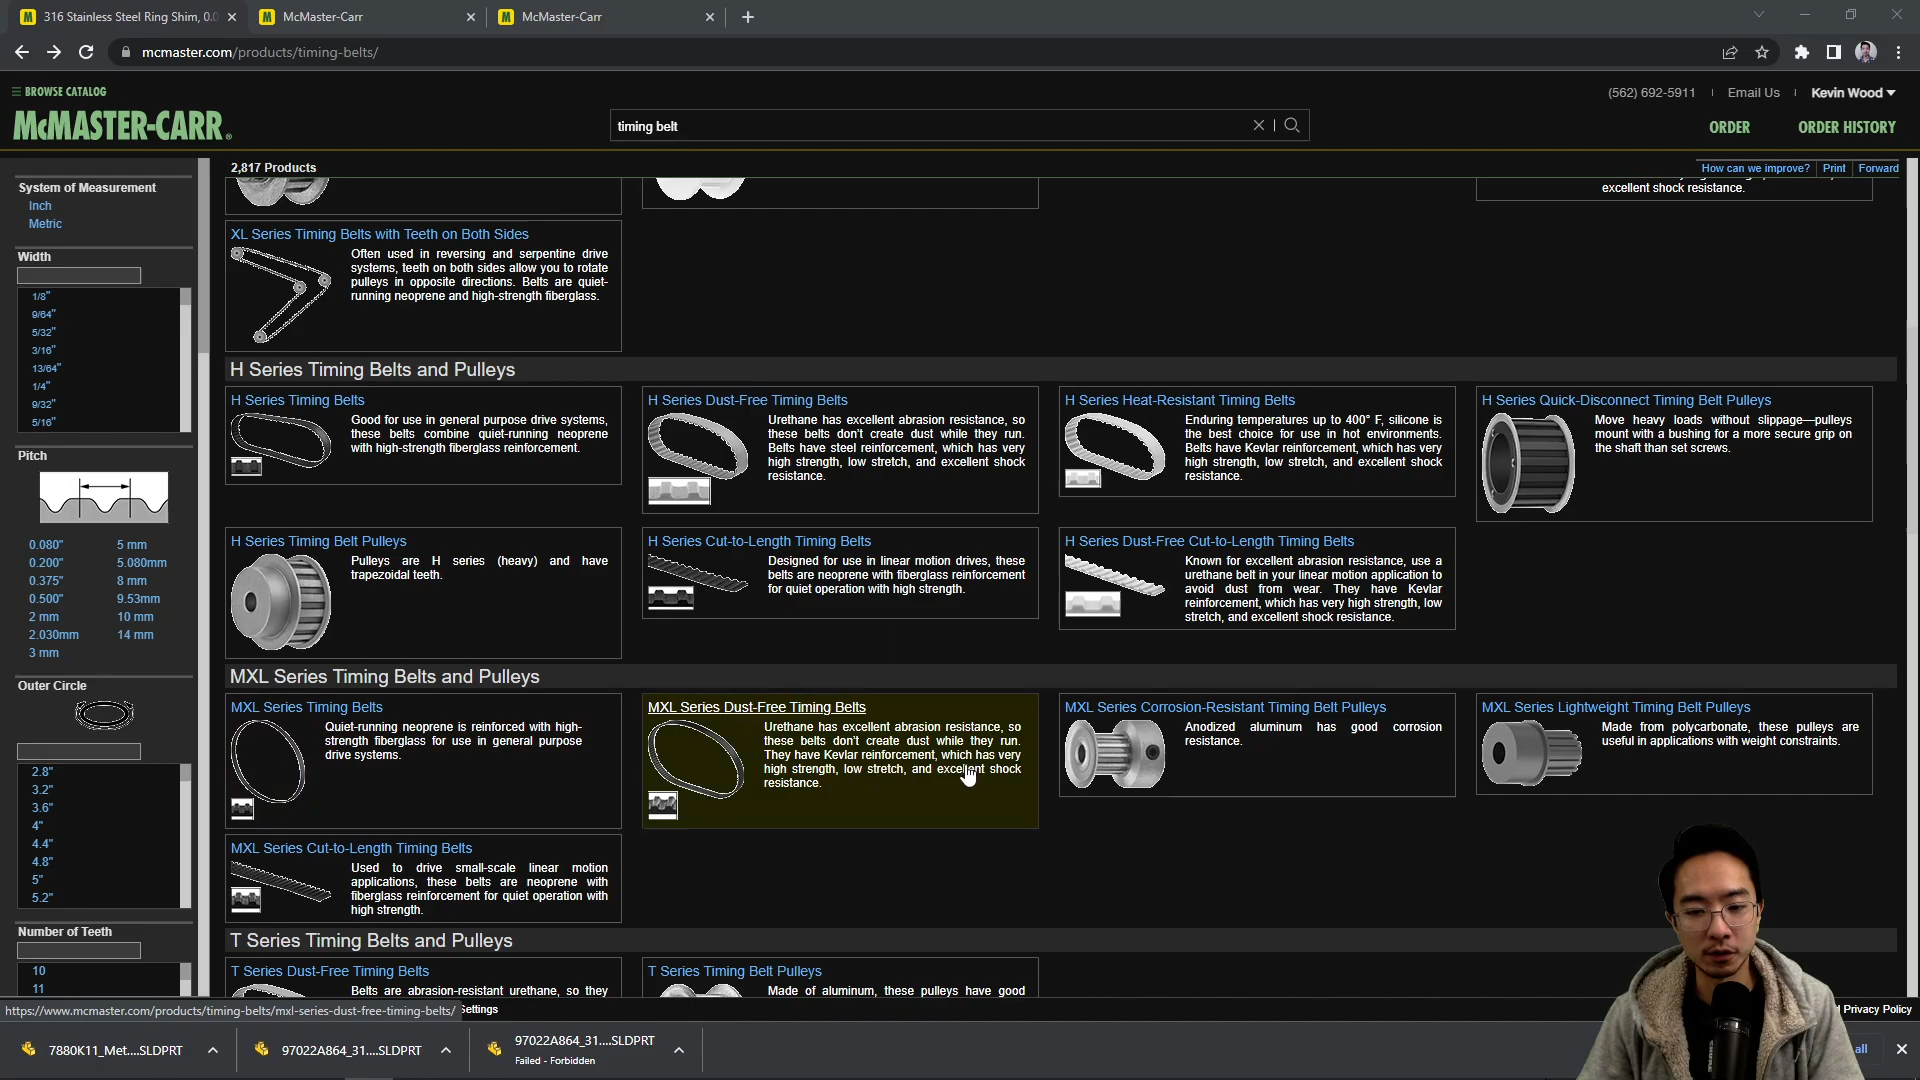 316 Stainless Steel Ring Shim, 0.0
McMaster-Carr
McMaster-Carr
mcmaster.com/products/timing-belts/
BROWSE CATALOG
McMASTER-CARR.
timing belt
(562) 692-5911
Email Us
Kevin Wood
ORDER
ORDER HISTORY
2,817 Products
How can we improve?
Print
Forward
System of Measurement
Inch
Metric
Width
1/8"
9/64"
5/32"
3/16"
13/64"
1/4"
9/32"
5/16"
Pitch
0.080"
0.200"
0.375"
0.500"
2 mm
2.030mm
3 mm
5 mm
5.080mm
8 mm
9.53mm
10 mm
14 mm
Outer Circle
2.8"
3.2"
3.6"
4"
4.4"
4.8"
5"
5.2"
Number of Teeth
10
11
excellent shock resistance.
XL Series Timing Belts with Teeth on Both Sides
Often used in reversing and serpentine drive
systems, teeth on both sides allow you to rotate
pulleys in opposite directions. Belts are quiet-
running neoprene and high-strength fiberglass.
H Series Timing Belts and Pulleys
H Series Timing Belts
Good for use in general purpose drive systems,
these belts combine quiet-running neoprene
with high-strength fiberglass reinforcement.
H Series Dust-Free Timing Belts
Urethane has excellent abrasion resistance, so
these belts don't create dust while they run.
Belts have steel reinforcement, which has very
high strength, low stretch, and excellent shock
resistance.
H Series Heat-Resistant Timing Belts
Enduring temperatures up to 400° F, silicone is
the best choice for use in hot environments.
Belts have Kevlar reinforcement, which has very
high strength, low stretch, and excellent shock
resistance.
H Series Quick-Disconnect Timing Belt Pulleys
Move heavy loads without slippage—pulleys
mount with a bushing for a more secure grip on
the shaft than set screws.
H Series Timing Belt Pulleys
Pulleys are H series (heavy) and have
trapezoidal teeth.
H Series Cut-to-Length Timing Belts
Designed for use in linear motion drives, these
belts are neoprene with fiberglass reinforcement
for quiet operation with high strength.
H Series Dust-Free Cut-to-Length Timing Belts
Known for excellent abrasion resistance, use a
urethane belt in your linear motion application to
avoid dust from wear. They have Kevlar
reinforcement, which has very high strength, low
stretch, and excellent shock resistance.
MXL Series Timing Belts and Pulleys
MXL Series Timing Belts
Quiet-running neoprene is reinforced with high-
strength fiberglass for use in general purpose
drive systems.
MXL Series Dust-Free Timing Belts
Urethane has excellent abrasion resistance, so
these belts don't create dust while they run.
They have Kevlar reinforcement, which has very
high strength, low stretch, and excellent shock
resistance.
MXL Series Corrosion-Resistant Timing Belt Pulleys
Anodized aluminum has good corrosion
resistance.
MXL Series Lightweight Timing Belt Pulleys
Made from polycarbonate, these pulleys are
useful in applications with weight constraints.
MXL Series Cut-to-Length Timing Belts
Used to drive small-scale linear motion
applications, these belts are neoprene with
fiberglass reinforcement for quiet operation with
high strength.
T Series Timing Belts and Pulleys
T Series Dust-Free Timing Belts
Belts are abrasion-resistant urethane, so they
T Series Timing Belt Pulleys
Made of aluminum, these pulleys have good
https://www.mcmaster.com/products/timing-belts/mxl-series-dust-free-timing-belts/
Settings
Privacy Policy
7880K11_Met....SLDPRT
97022A864_31....SLDPRT
97022A864_31....SLDPRT
Failed - Forbidden
all